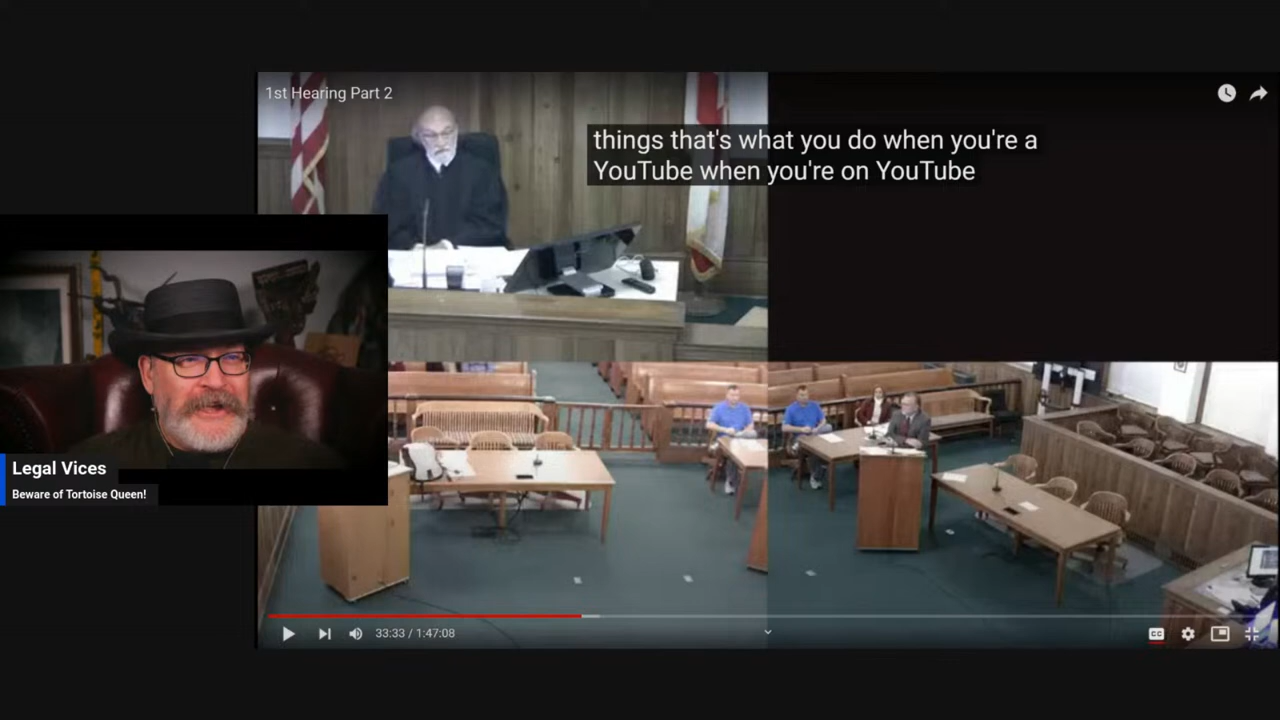 1st Hearing Part 2
things that's what you do when you're a
YouTube when you're on YouTube
Legal Vices
Beware of Tortoise Queen!
33:33 / 1:47:08
CC